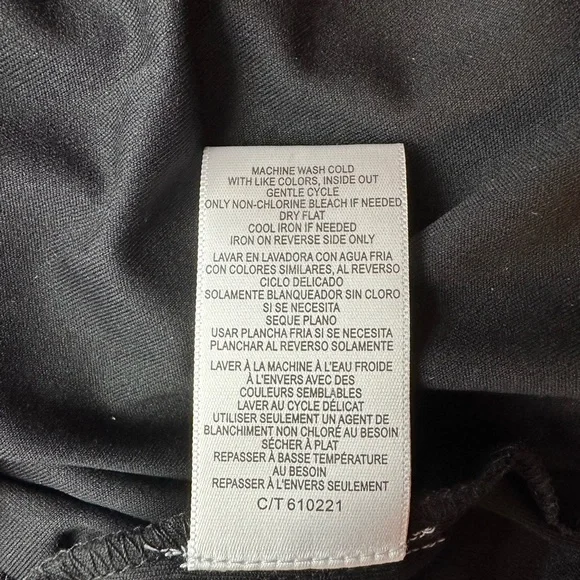 MACHINE WASH COLD
WITH LIKE COLORS, INSIDE OUT
GENTLE CYCLE
ONLY NON-CHLORINE BLEACH IF NEEDED
DRY FLAT
COOL IRON IF NEEDED
IRON ON REVERSE SIDE ONLY
LAVAR EN LAVADORA CON AGUA FRIA
CON COLORES SIMILARES, AL REVERSO
CICLO DELICADO
SOLAMENTE BLANQUEADOR SIN CLORO
SI SE NECESITA
SEQUE PLANO
USAR PLANCHA FRIA SI SE NECESITA
PLANCHAR AL REVERSO SOLAMENTE
LAVER À LA MACHINE À L'EAU FROIDE
À L'ENVERS AVEC DES
COULEURS SEMBLABLES
LAVER AU CYCLE DÉLICAT
UTILISER SEULEMENT UN AGENT DE
BLANCHIMENT NON CHLORÉ AU BESOIN
SÉCHER À PLAT
REPASSER À BASSE TEMPÉRATURE
AU BESOIN
REPASSER À L'ENVERS SEULEMENT
C/T 610221